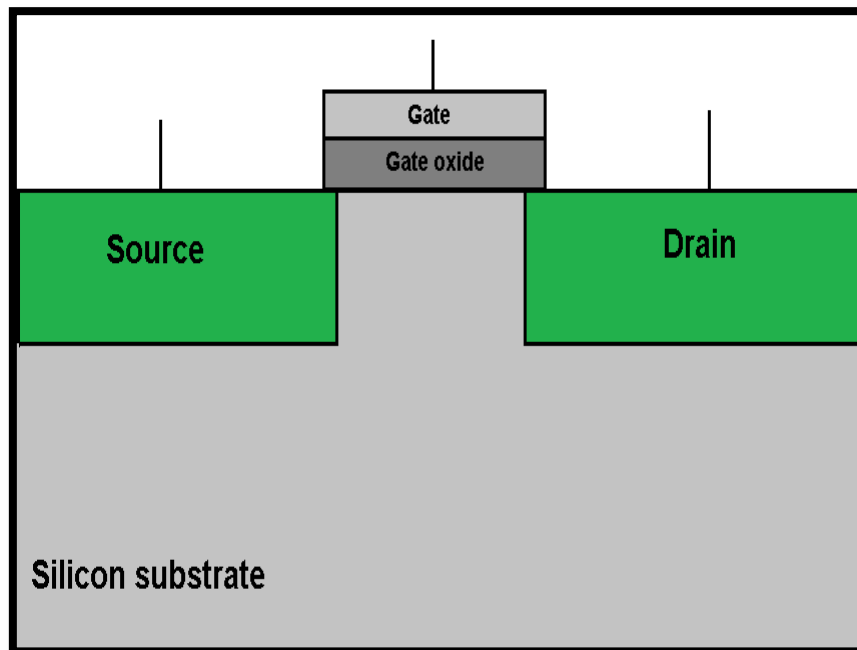 Gate
Gate oxide
Source
Drain
Silicon substrate